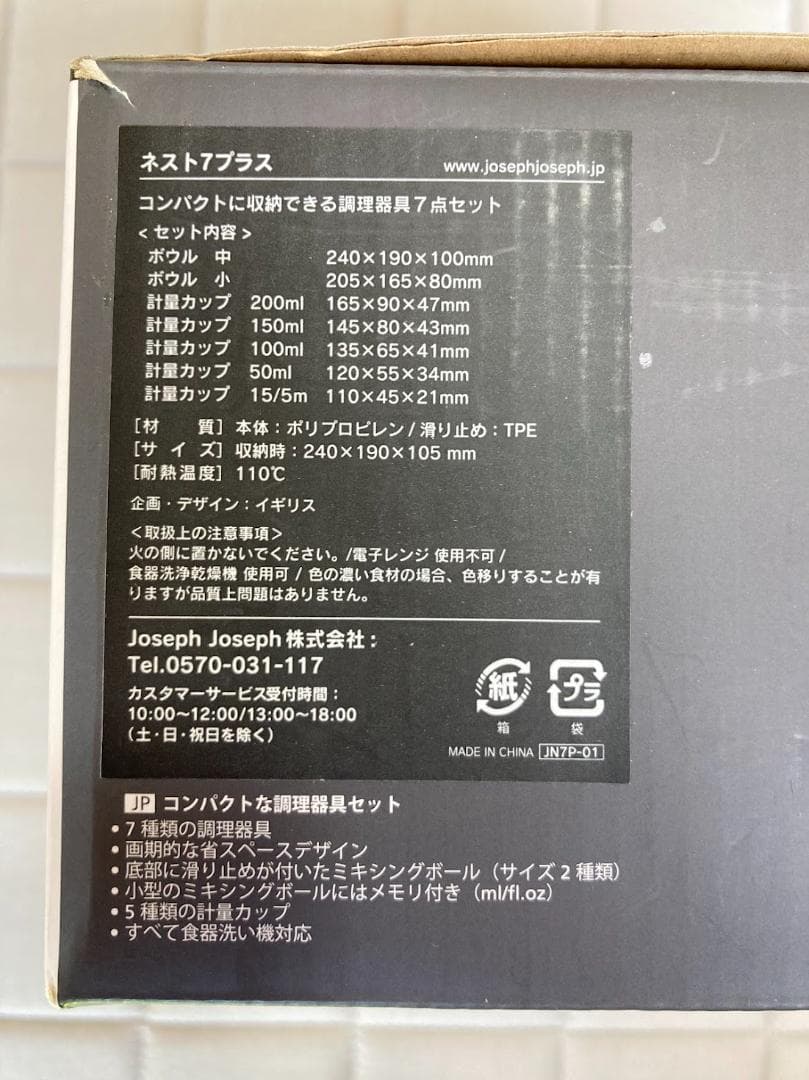 ネスト7プラス www.josephjoseph.jp
コンパクトに収納できる調理器具7点セット
<セット内容>
ボウル 中 240×190×100mm
ボウル 小 205×165×80mm
計量カップ 200ml 165×90×47mm
計量カップ 150ml 145×80×43mm
計量カップ 100ml 135×65×41mm
計量カップ 50ml 120×55×34mm
計量カップ 15/5m 110×45×21mm
[材 質] 本体:ポリプロピレン/滑り止め:TPE
[サ イ ズ] 収納時:240×190×105 mm
[耐熱温度] 110℃
企画・デザイン:イギリス
<取扱上の注意事項>
火の側に置かないでください。/電子レンジ 使用不可/
食器洗浄乾燥機 使用可 / 色の濃い食材の場合、色移りすることが有
りますが品質上問題はありません。
Joseph Joseph 株式会社:
Tel.0570-031-117
カスタマーサービス受付時間:
10:00~12:00/13:00~18:00
(土・日・祝日を除く)
紙 プラ
箱 袋
MADE IN CHINA JN7P-01
JP コンパクトな調理器具セット
•7 種類の調理器具
•画期的な省スペースデザイン
•底部に滑り止めが付いたミキシングボール(サイズ 2 種類)
•小型のミキシングボールにはメモリ付き(ml/fl.oz)
•5 種類の計量カップ
•すべて食器洗い機対応